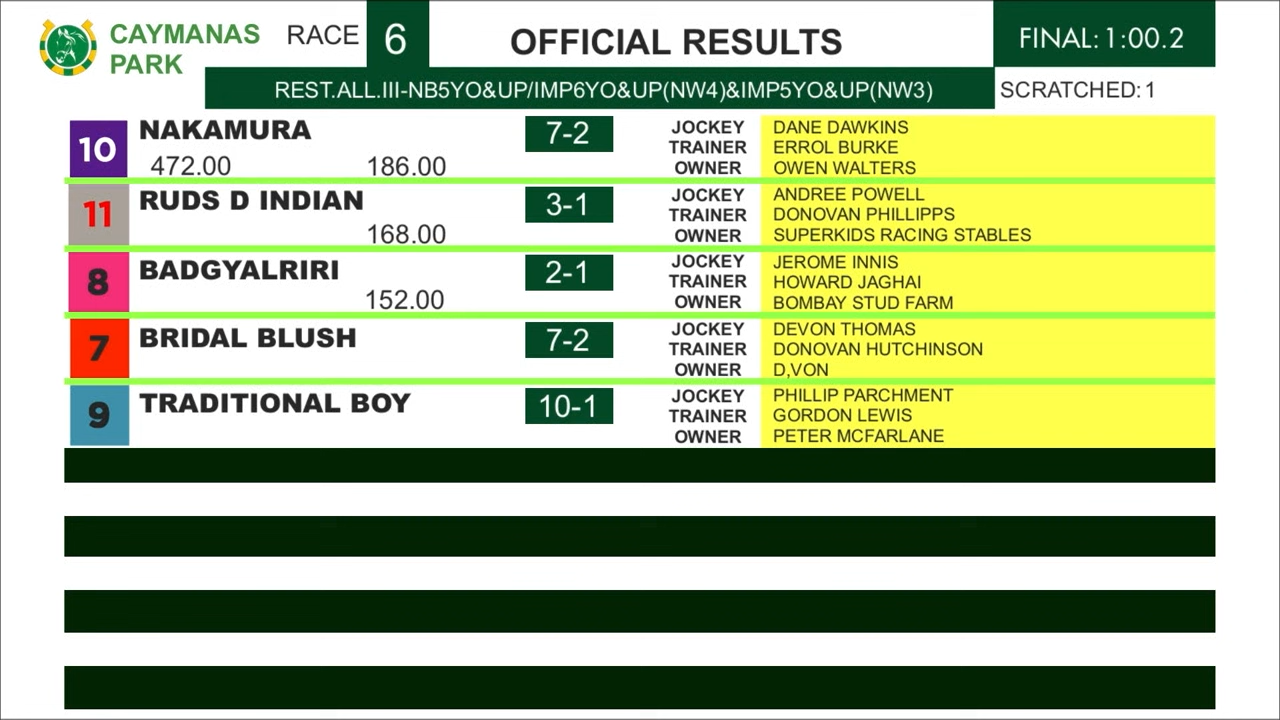 CAYMANAS PARK
RACE 6
OFFICIAL RESULTS
FINAL: 1:00.2
REST.ALL.III-NB5YO&UP/IMP6YO&UP(NW4)&IMP5YO&UP(NW3)
SCRATCHED: 1
10 NAKAMURA 7-2
472.00 186.00
JOCKEY DANE DAWKINS
TRAINER ERROL BURKE
OWNER OWEN WALTERS
11 RUDS D INDIAN 3-1
168.00
JOCKEY ANDREE POWELL
TRAINER DONOVAN PHILLIPPS
OWNER SUPERKIDS RACING STABLES
8 BADGYALRIRI 2-1
152.00
JOCKEY JEROME INNIS
TRAINER HOWARD JAGHAI
OWNER BOMBAY STUD FARM
7 BRIDAL BLUSH 7-2
JOCKEY DEVON THOMAS
TRAINER DONOVAN HUTCHINSON
OWNER D,VON
9 TRADITIONAL BOY 10-1
JOCKEY PHILLIP PARCHMENT
TRAINER GORDON LEWIS
OWNER PETER MCFARLANE